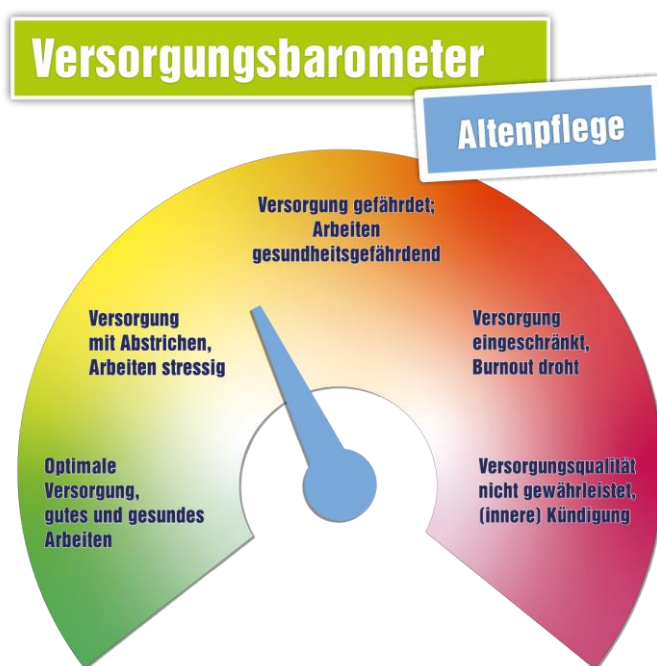 Versorgungsbarometer
Altenpflege
Versorgung gefährdet;
Arbeiten
gesundheitsgefährdend
Versorgung
mit Abstrichen,
Arbeiten stressig
Versorgung
eingeschränkt,
Burnout droht
Optimale
Versorgung,
gutes und gesundes
Arbeiten
Versorgungsqualität
nicht gewährleistet,
(innere) Kündigung